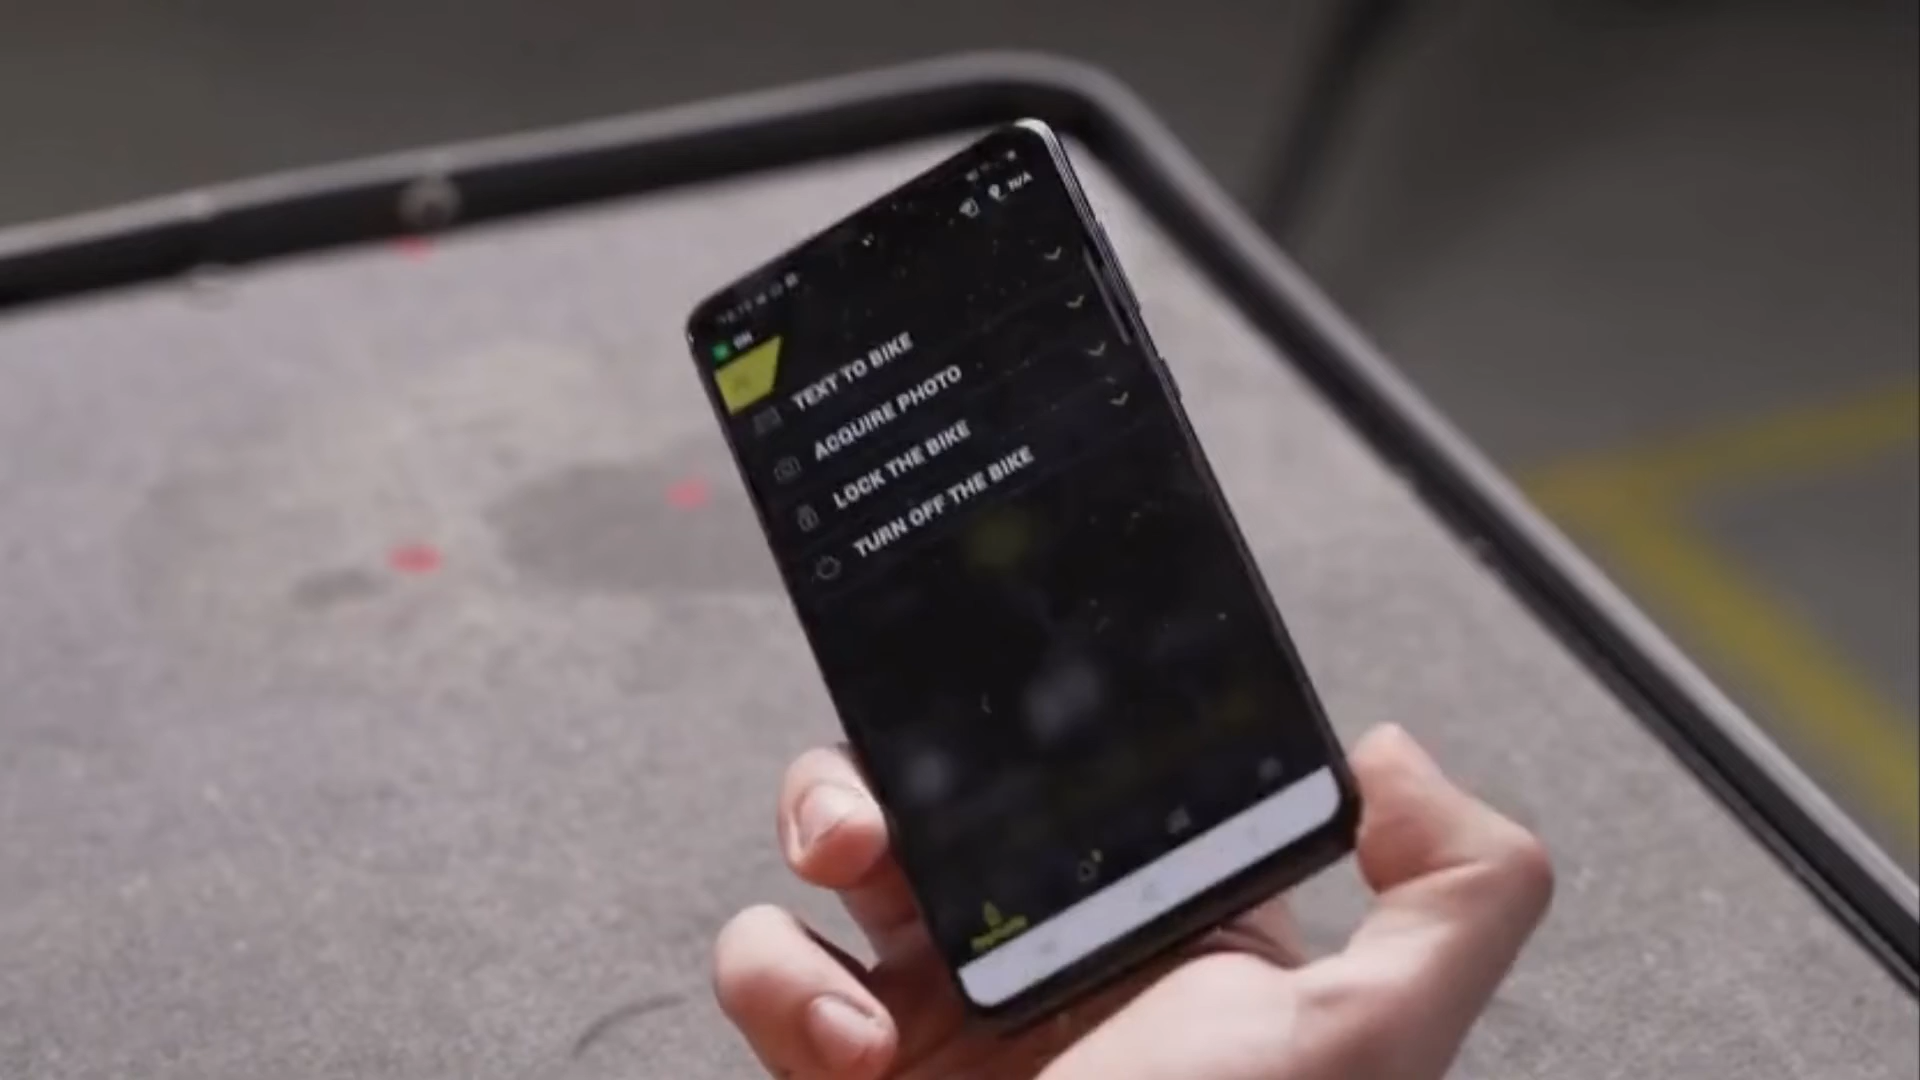 N/A
TEXT TO BIKE
ACQUIRE PHOTO
LOCK THE BIKE
TURN OFF THE BIKE